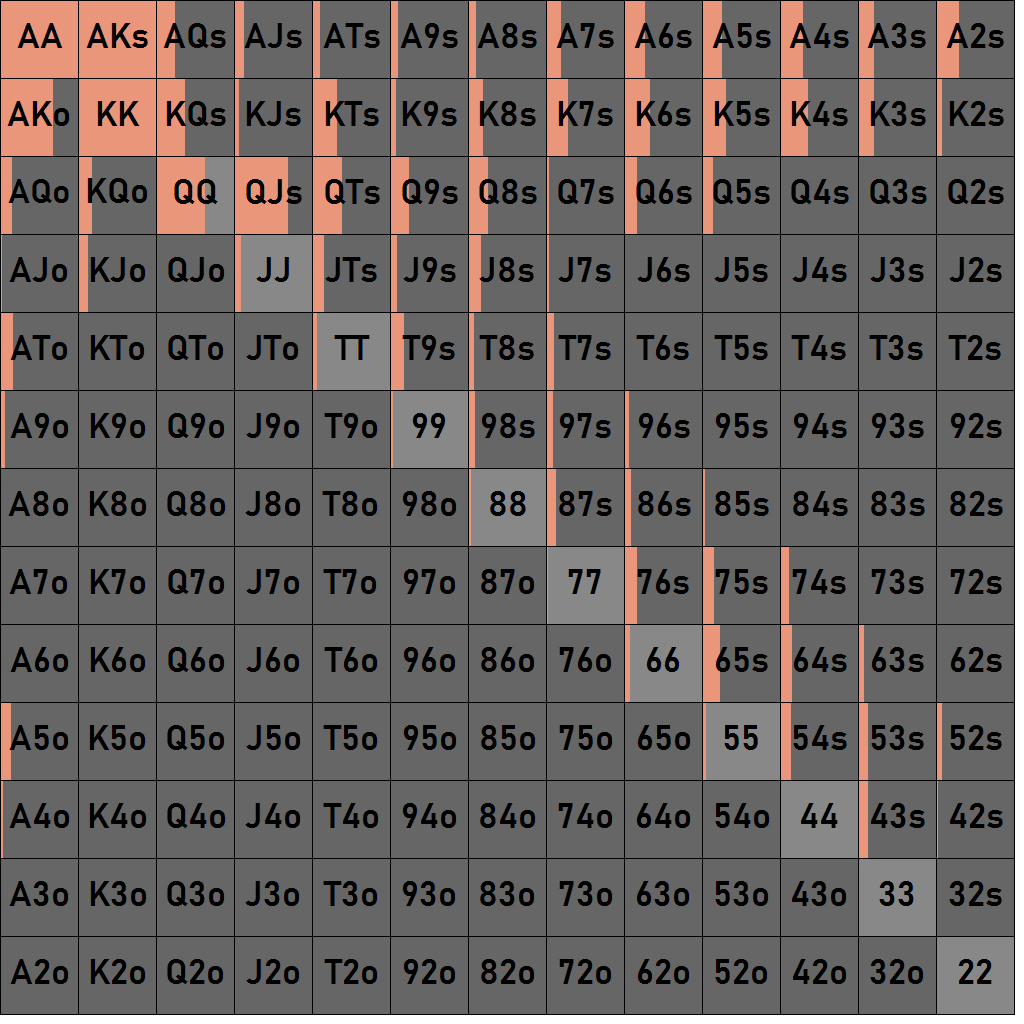 AA AKs AQs AJs ATs A9s A8s A7s A6s A5s A4s A3s A2s
AKo KK KQs KJs KTs K9s K8s K7s K6s K5s K4s K3s K2s
AQo KQo QQ QJs QTs Q9s Q8s Q7s Q6s Q5s Q4s Q3s Q2s
AJo KJo QJo JJ JTs J9s J8s J7s J6s J5s J4s J3s J2s
ATo KTo QTo JTo TT T9s T8s T7s T6s T5s T4s T3s T2s
A9o K9o Q9o J9o T9o 99 98s 97s 96s 95s 94s 93s 92s
A8o K8o Q8o J8o T8o 98o 88 87s 86s 85s 84s 83s 82s
A7o K7o Q7o J7o T7o 97o 87o 77 76s 75s 74s 73s 72s
A6o K6o Q6o J6o T6o 96o 86o 76o 66 65s 64s 63s 62s
A5o K5o Q5o J5o T5o 95o 85o 75o 65o 55 54s 53s 52s
A4o K4o Q4o J4o T4o 94o 84o 74o 64o 54o 44 43s 42s
A3o K3o Q3o J3o T3o 93o 83o 73o 63o 53o 43o 33 32s
A2o K2o Q2o J2o T2o 92o 82o 72o 62o 52o 42o 32o 22